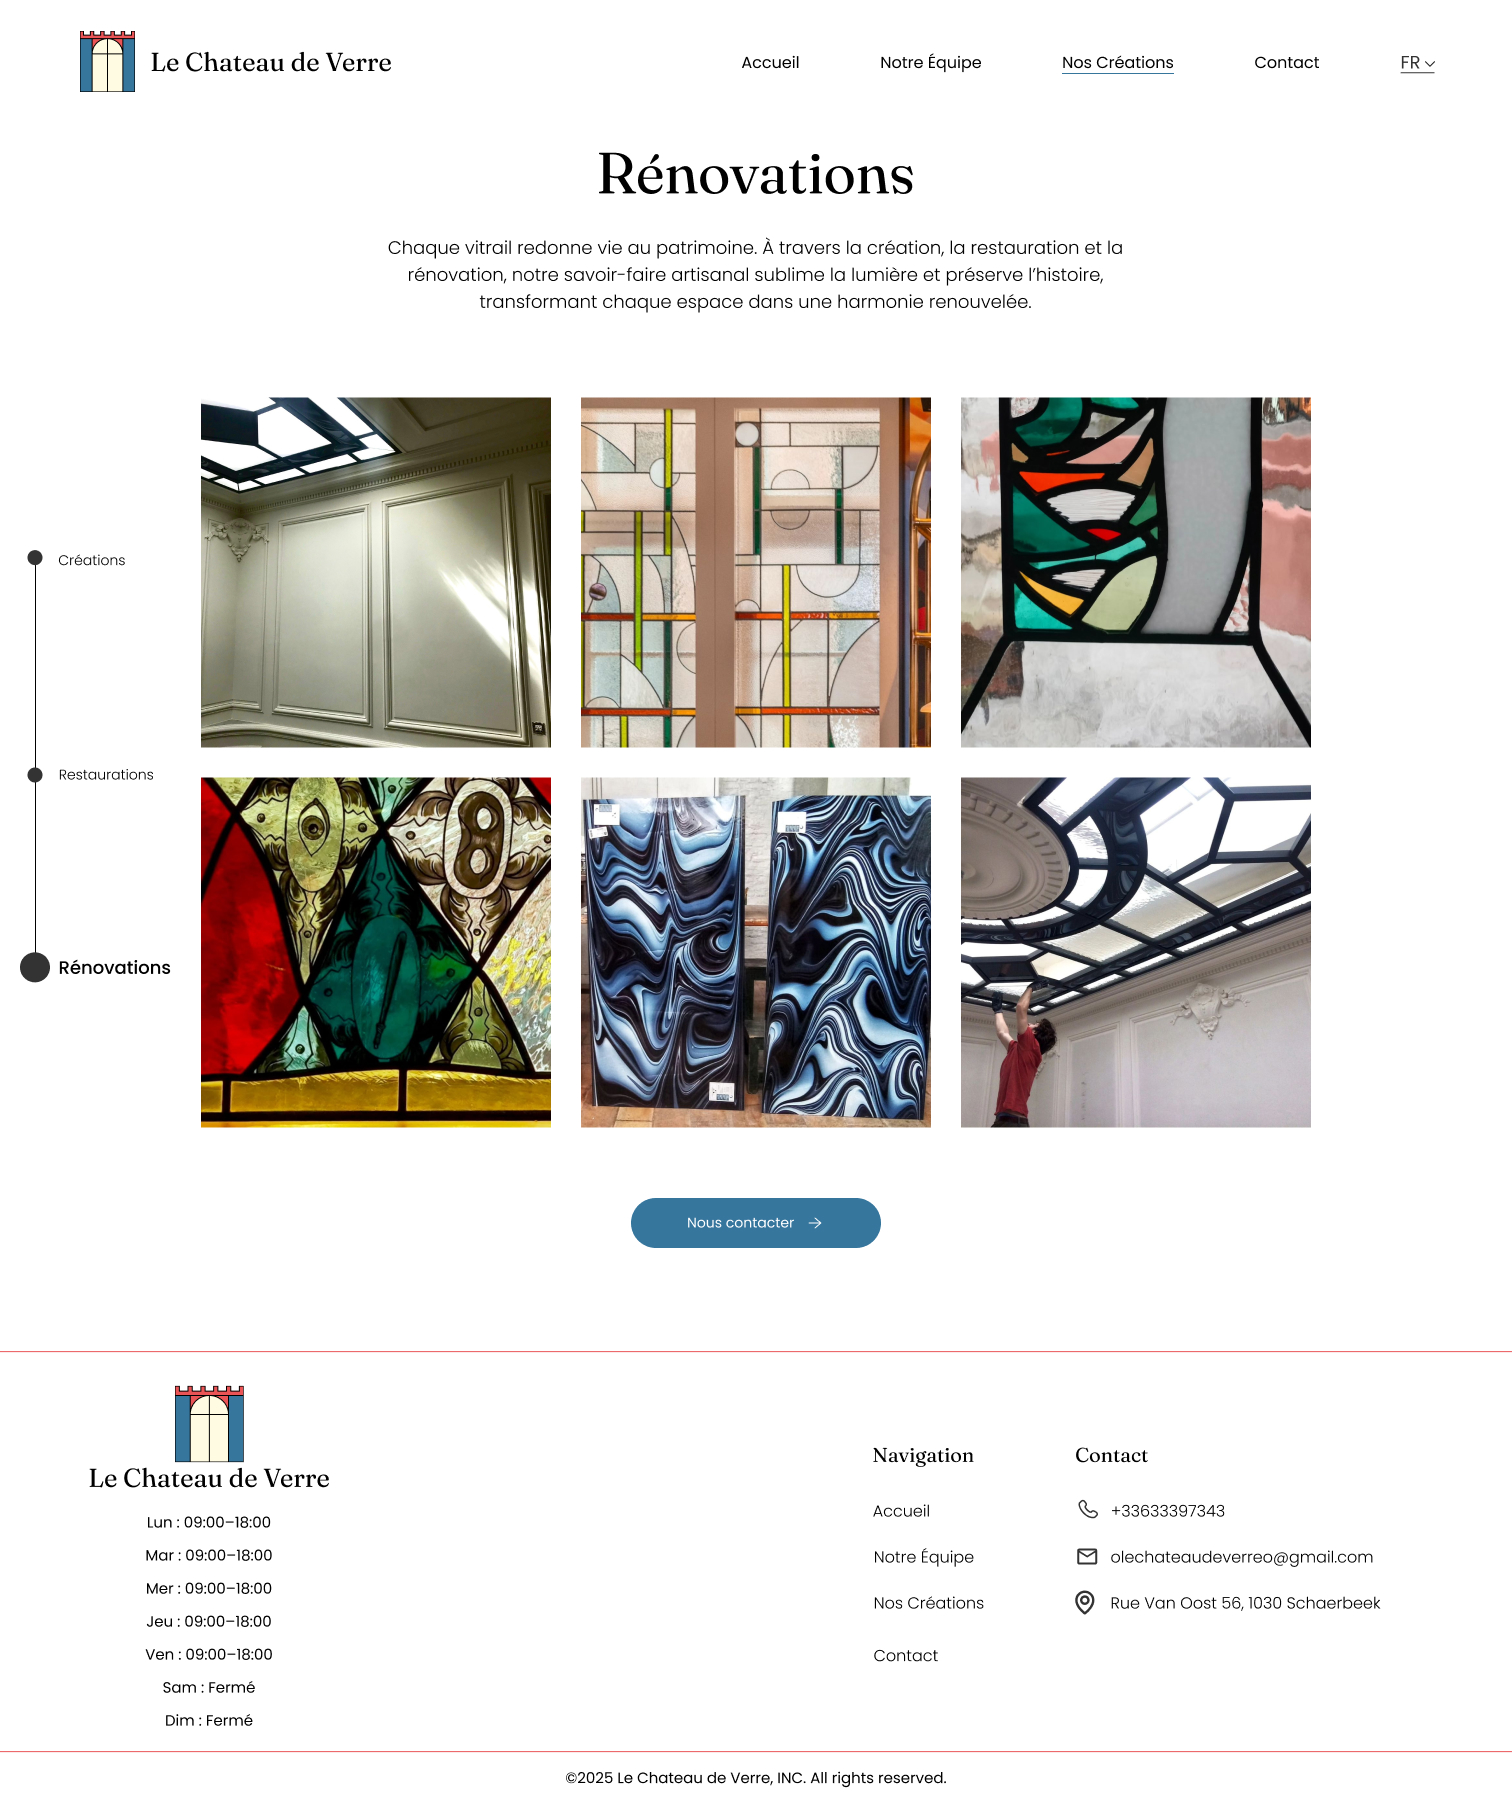 Le Chateau de Verre
Accueil
Notre Équipe
Nos Créations
Contact
FR
Rénovations
Chaque vitrail redonne vie au patrimoine. À travers la création, la restauration et la
rénovation, notre savoir-faire artisanal sublime la lumière et préserve l’histoire,
transformant chaque espace dans une harmonie renouvelée.
Créations
Restaurations
Rénovations
Nous contacter
Le Chateau de Verre
Lun : 09:00–18:00
Mar : 09:00–18:00
Mer : 09:00–18:00
Jeu : 09:00–18:00
Ven : 09:00–18:00
Sam : Fermé
Dim : Fermé
Navigation
Accueil
Notre Équipe
Nos Créations
Contact
Contact
+33633397343
olechateaudeverreo@gmail.com
Rue Van Oost 56, 1030 Schaerbeek
©2025 Le Chateau de Verre, INC. All rights reserved.